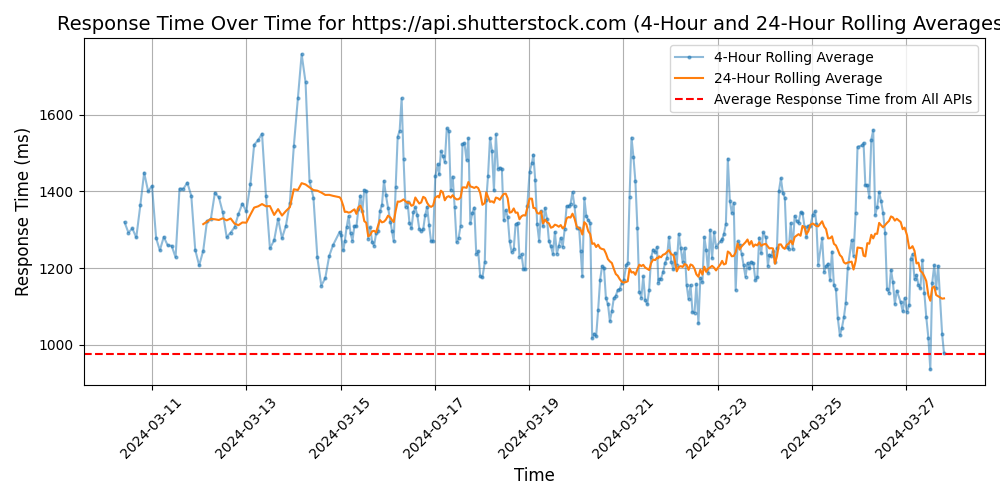 Response Time Over Time for https://api.shutterstock.com (4-Hour and 24-Hour Rolling Averages
4-Hour Rolling Average
24-Hour Rolling Average
Average Response Time from All APIs
Response Time (ms)
1600
1400
1200
1000
2024-03-11
2024-03-13
2024-03-15
2024-03-17
2024-03-19
2024-03-21
2024-03-23
2024-03-25
2024-03-27
Time